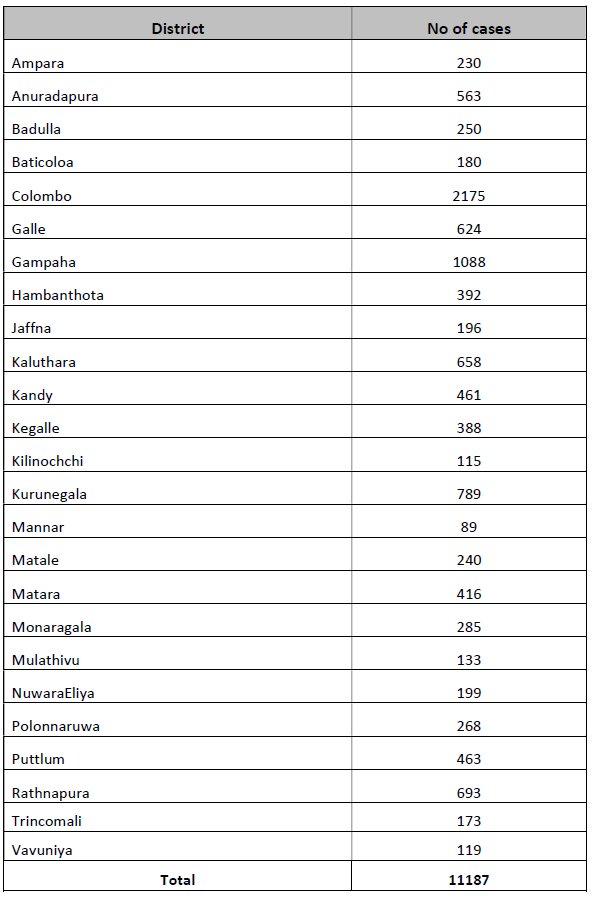 District No of cases
Ampara 230
Anuradapura 563
Badulla 250
Baticoloa 180
Colombo 2175
Galle 624
Gampaha 1088
Hambanthota 392
Jaffna 196
Kaluthara 658
Kandy 461
Kegalle 388
Kilinochchi 115
Kurunegala 789
Mannar 89
Matale 240
Matara 416
Monaragala 285
Mulathivu 133
NuwaraEliya 199
Polonnaruwa 268
Puttlum 463
Rathnapura 693
Trincomali 173
Vavuniya 119
Total 11187